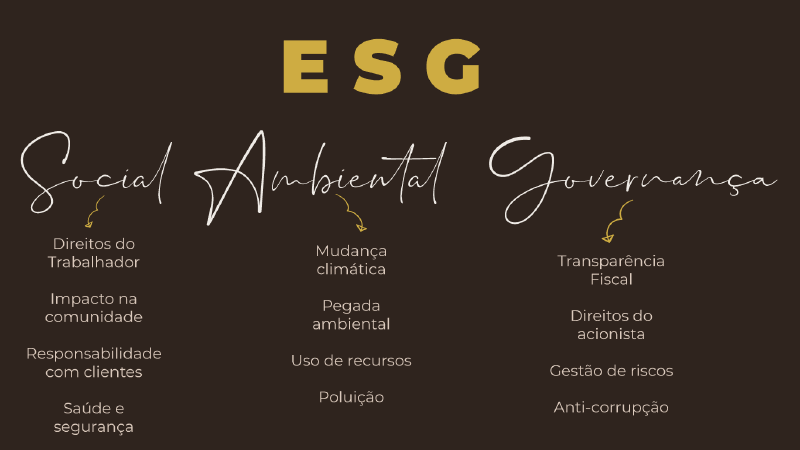 ESG
Social Ambiental Governança
Direitos do
Trabalhador
Impacto na
comunidade
Responsabilidade
com clientes
Saúde e
segurança
Mudança
climática
Pegada
ambiental
Uso de recursos
Poluição
Transparência
Fiscal
Direitos do
acionista
Gestão de riscos
Anti-corrupção